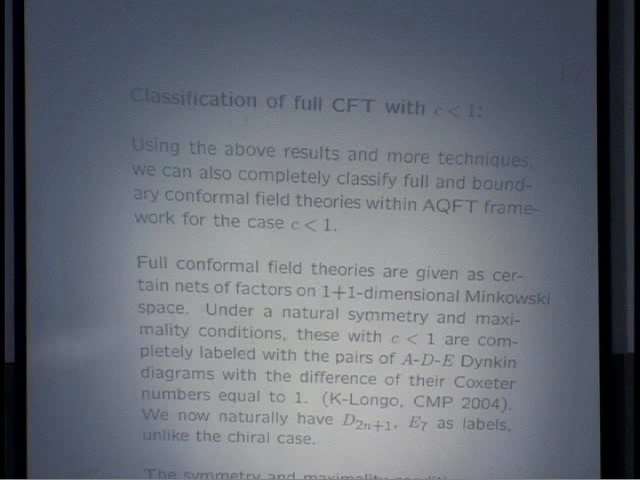 Classification of full CFT with c < 1:
Using the above results and more techniques,
we can also completely classify full and bound-
ary conformal field theories within AQFT frame-
work for the case c < 1.
Full conformal field theories are given as cer-
tain nets of factors on 1+1-dimensional Minkowski
space. Under a natural symmetry and maxi-
mality conditions, these with c < 1 are com-
pletely labeled with the pairs of A-D-E Dynkin
diagrams with the difference of their Coxeter
numbers equal to 1. (K-Longo, CMP 2004).
We now naturally have D2n+1, E7 as labels,
unlike the chiral case.
The symmetry and maximality